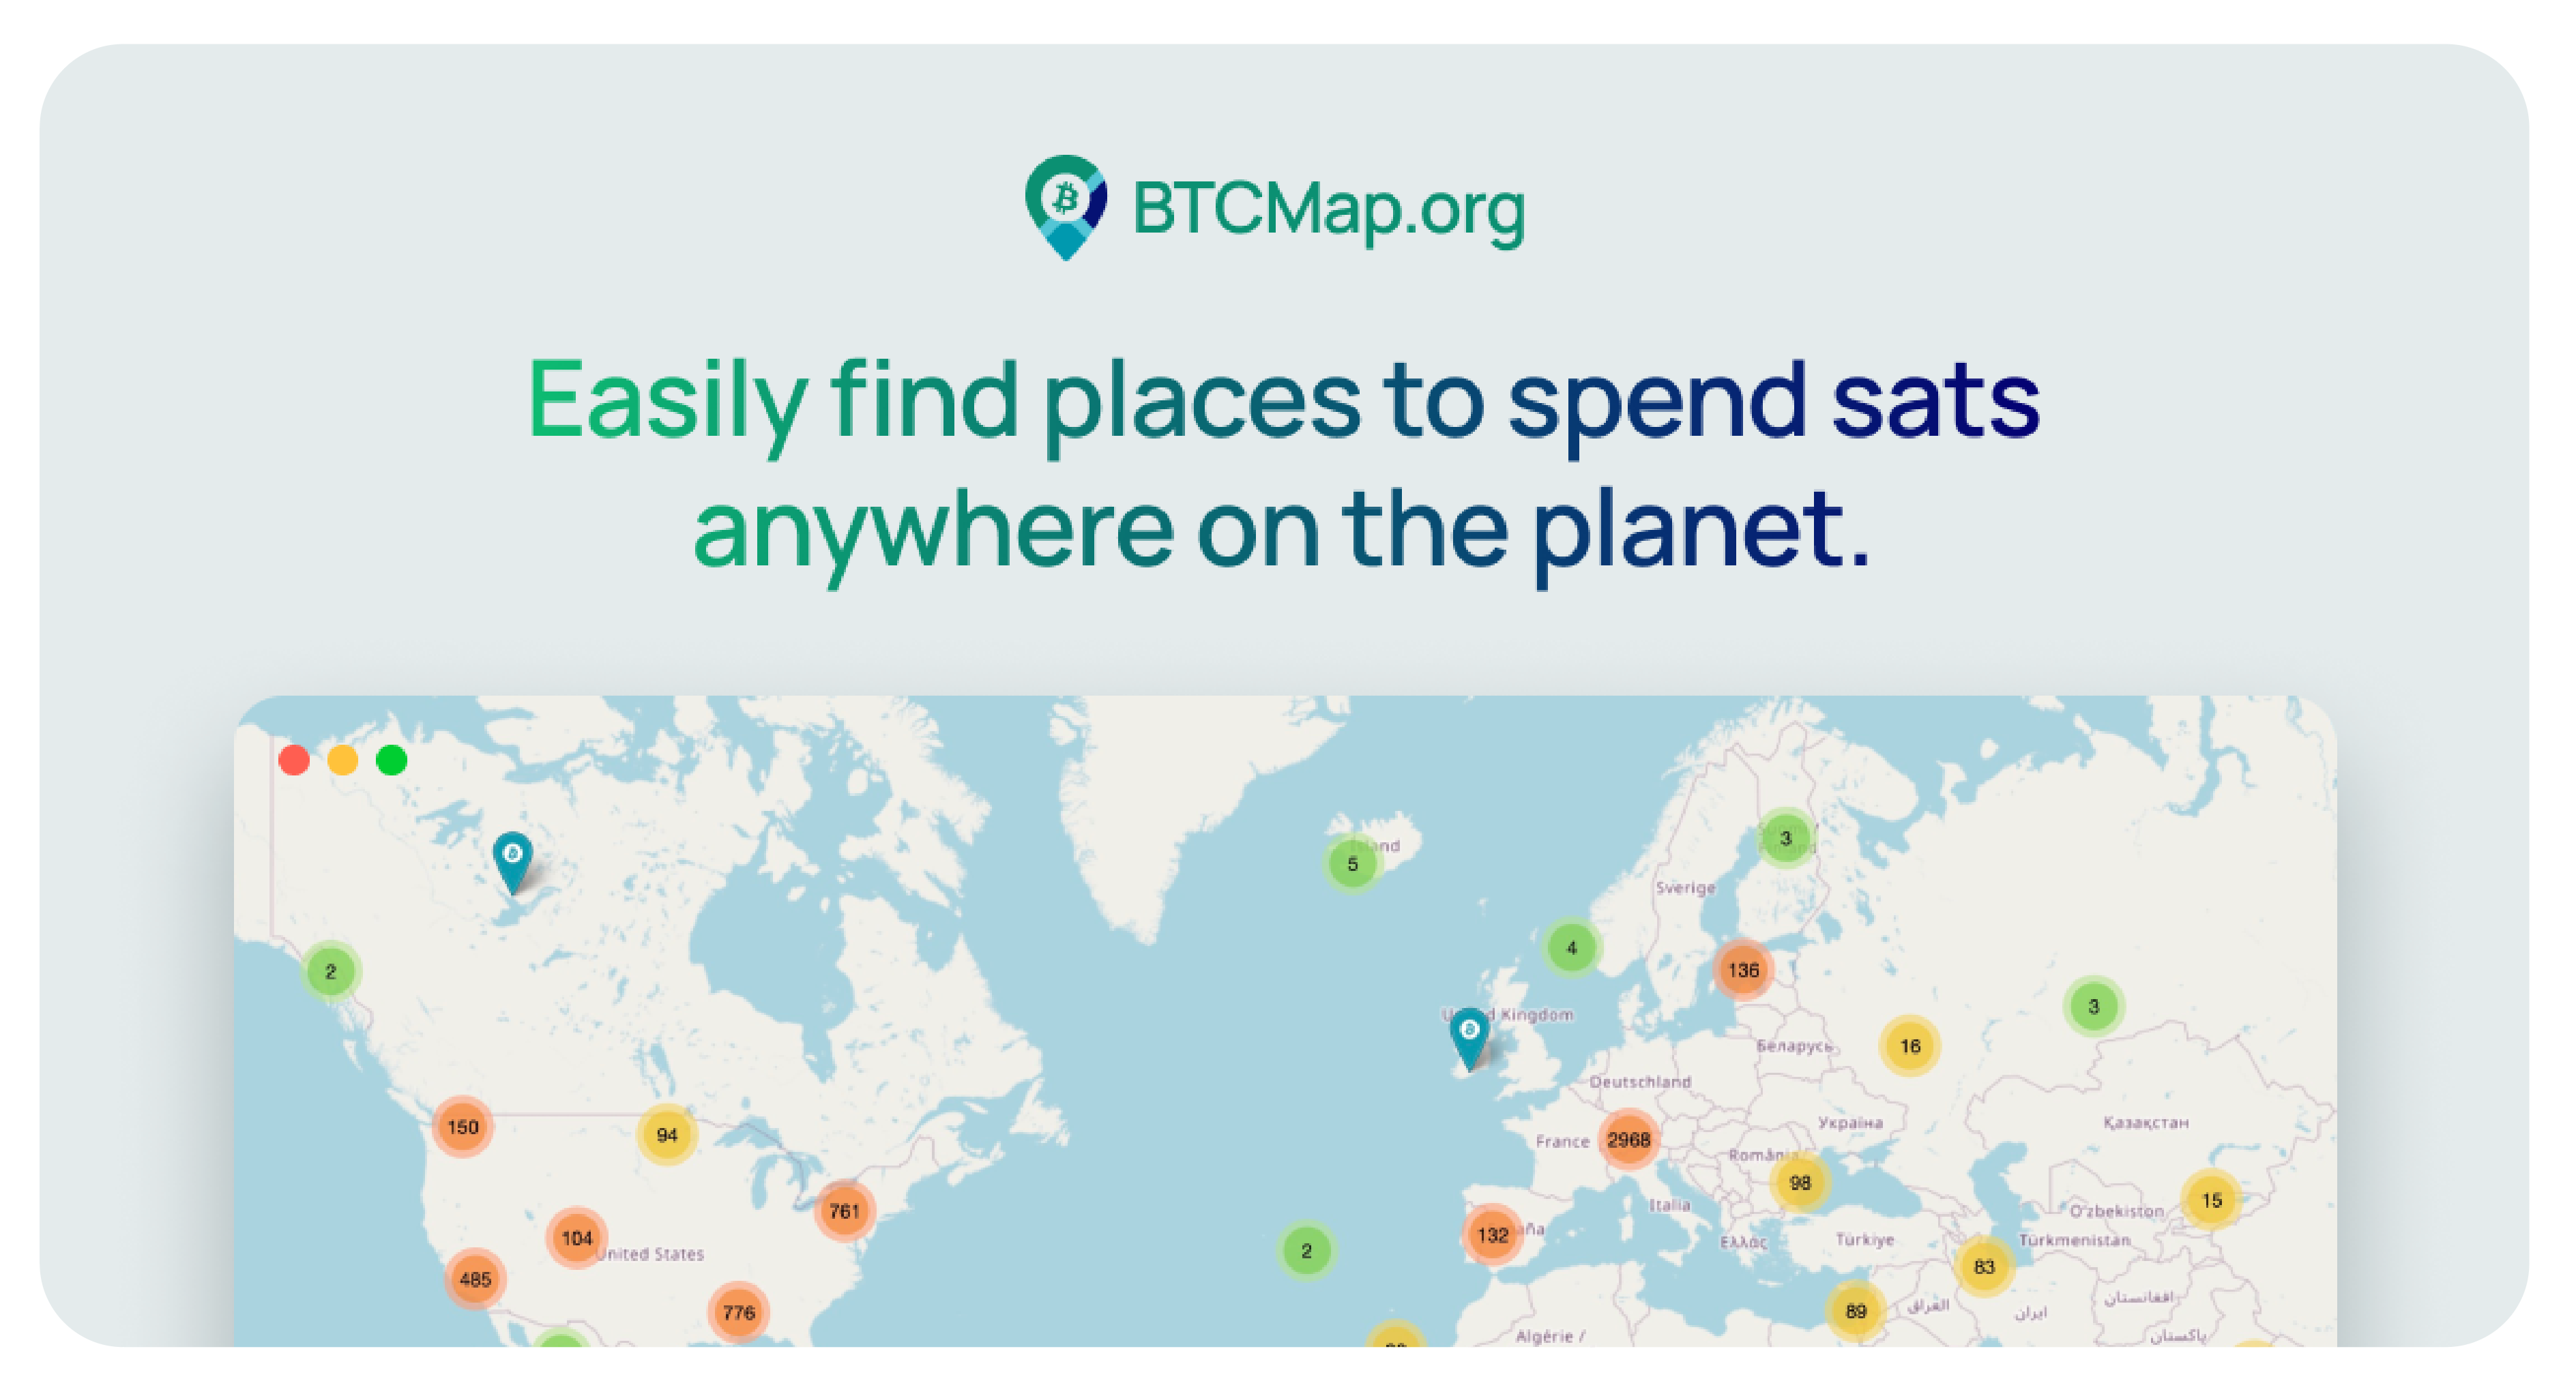 BTCMap.org
Easily find places to spend sats
anywhere on the planet.
3
5
Sverige
4
136
2
3
Kingdom
16
Беларусь
Deutschland
150
94
Україна
Қазақстан
France
2968
România
98
15
761
Italia
O'zbekiston
132
104
United States
2
Ελλάς
Türkiye
Türkmenistan
83
485
776
89
العراق
ایران
افغانستان
Algérie /
پاکستان